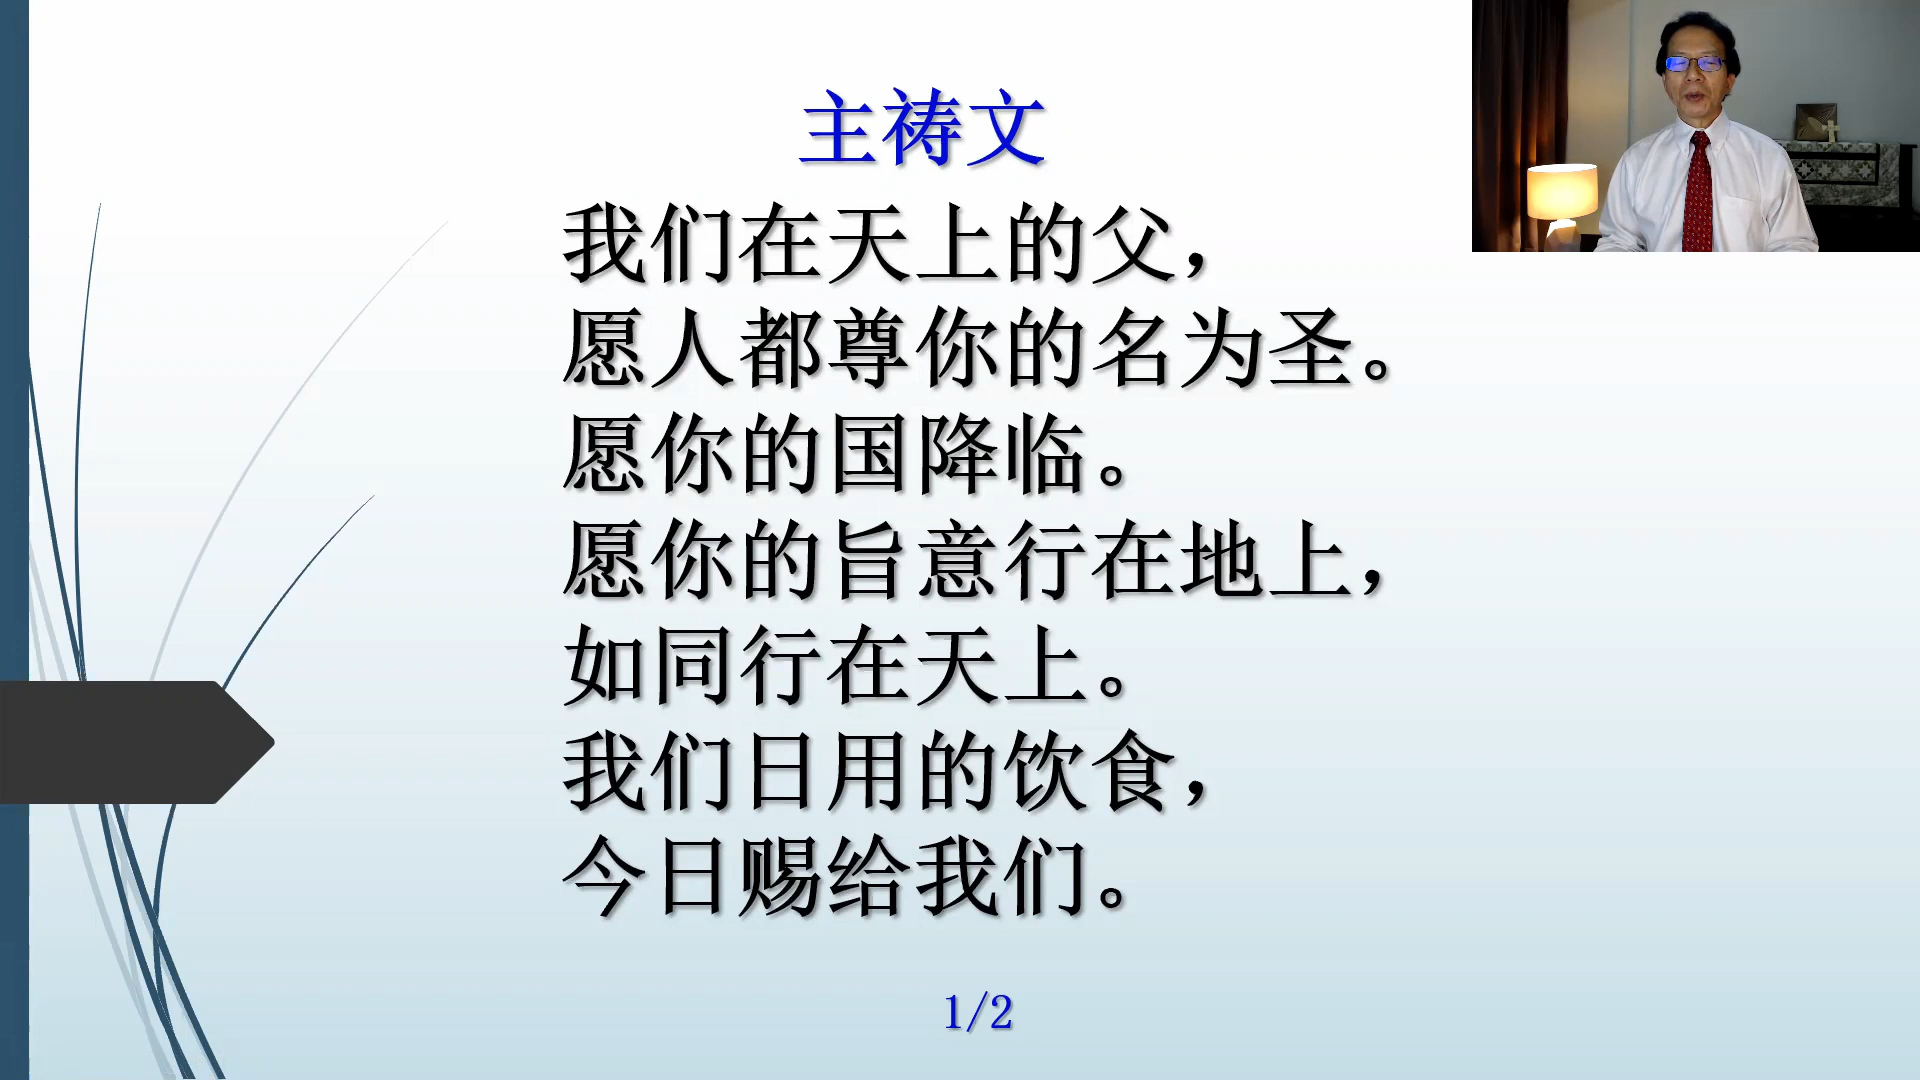 主祷文
我们在天上的父，
愿人都尊你的名为圣。
愿你的国降临。
愿你的旨意行在地上，
如同行在天上。
我们日用的饮食，
今日赐给我们。
1/2